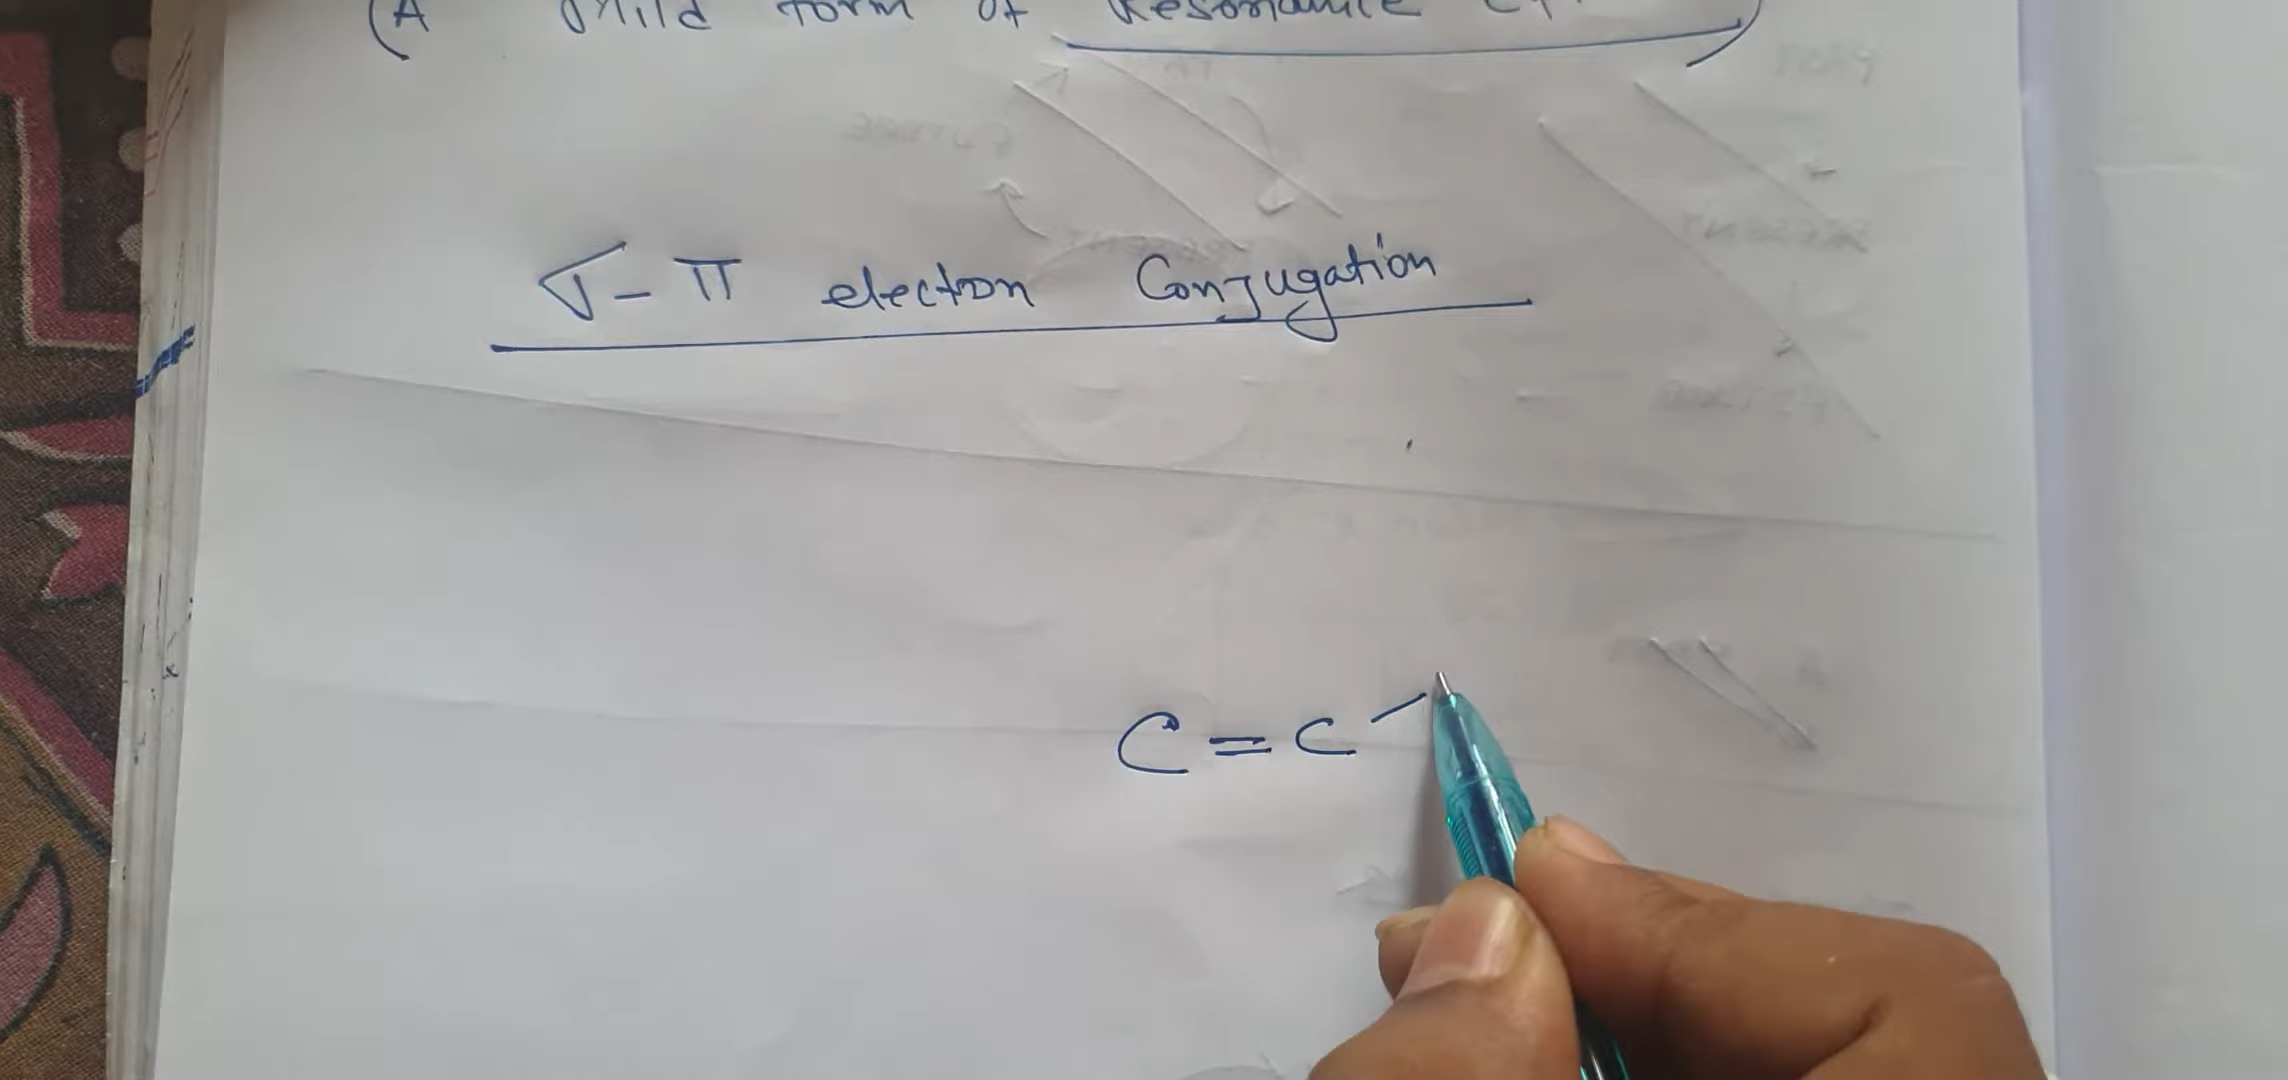 (A Mild form of Resonance
σ-π electron Conjugation
C=C